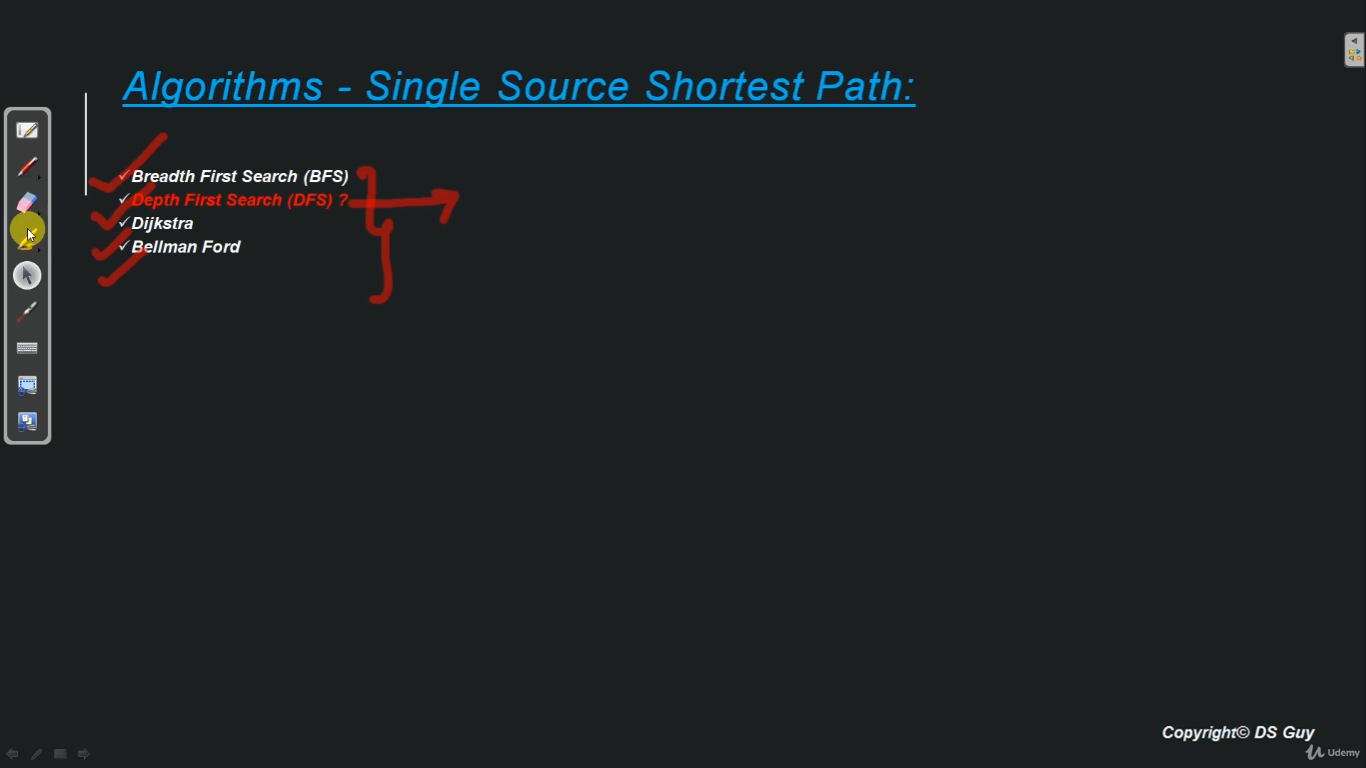 Algorithms - Single Source Shortest Path:
✓Breadth First Search (BFS)
✓Depth First Search (DFS) ?
✓Dijkstra
✓Bellman Ford
Copyright© DS Guy
Udemy